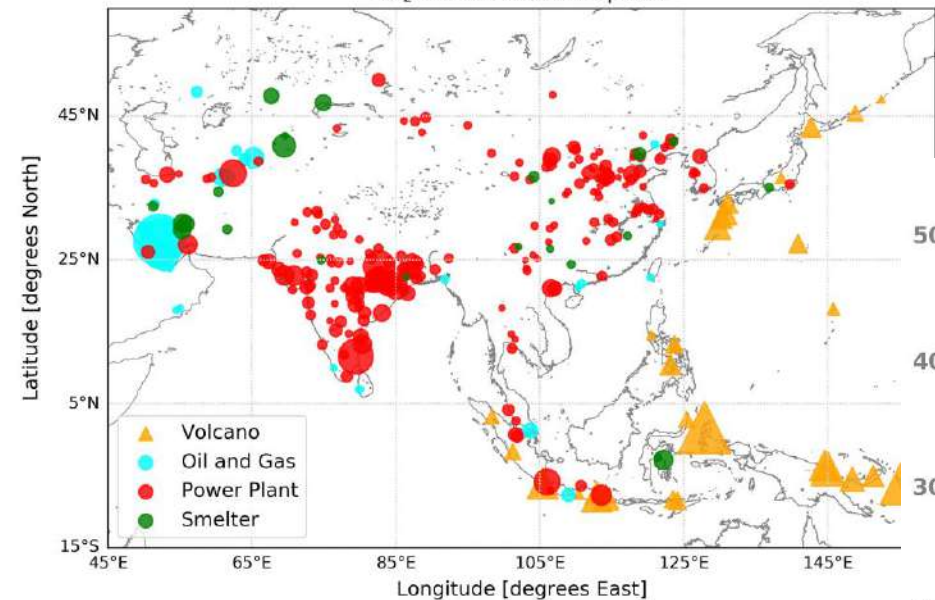 45°N
25°N
5°N
15°S
Latitude [degrees North]
Volcano
Oil and Gas
Power Plant
Smelter
45°E
65°E
85°E
105°E
125°E
145°E
Longitude [degrees East]
50
40
30